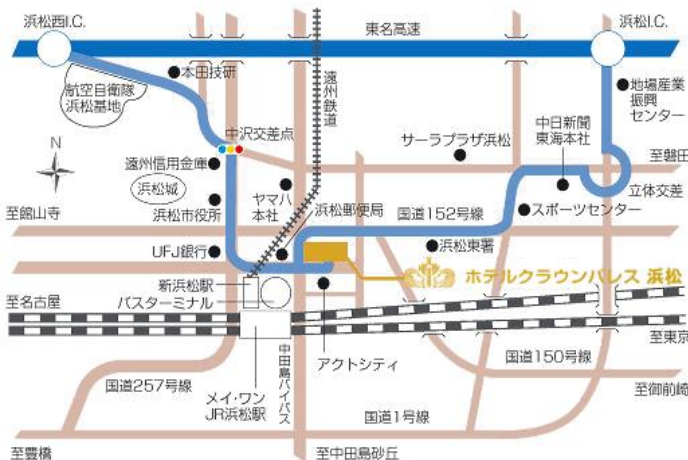 浜松西I.C.
東名高速
浜松I.C.
本田技研
航空自衛隊
浜松基地
遠州鉄道
地場産業
振興
センター
中沢交差点
サーラプラザ浜松
中日新聞
東海本社
至磐田
N
遠州信用金庫
浜松城
浜松市役所
ヤマハ
本社
浜松郵便局
立体交差
至舘山寺
国道152号線
スポーツセンター
UFJ銀行
浜松東署
ホテルクラウンパレス 浜松
新浜松駅
バスターミナル
至名古屋
至東京
アクトシティ
国道150号線
国道257号線
メイ・ワン
JR浜松駅
中田島バイパス
至御前崎
国道1号線
至豊橋
至中田島砂丘